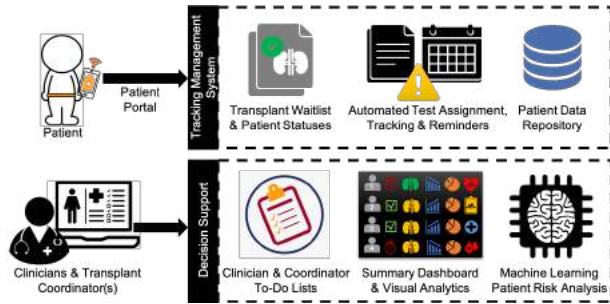 Patient
Patient
Portal
Tracking Management
System
Transplant Waitlist
& Patient Statuses
Automated Test Assignment,
Tracking & Reminders
Patient Data
Repository
Clinicians & Transplant
Coordinator(s)
Decision Support
Clinician & Coordinator
To-Do Lists
Summary Dashboard
& Visual Analytics
Machine Learning
Patient Risk Analysis